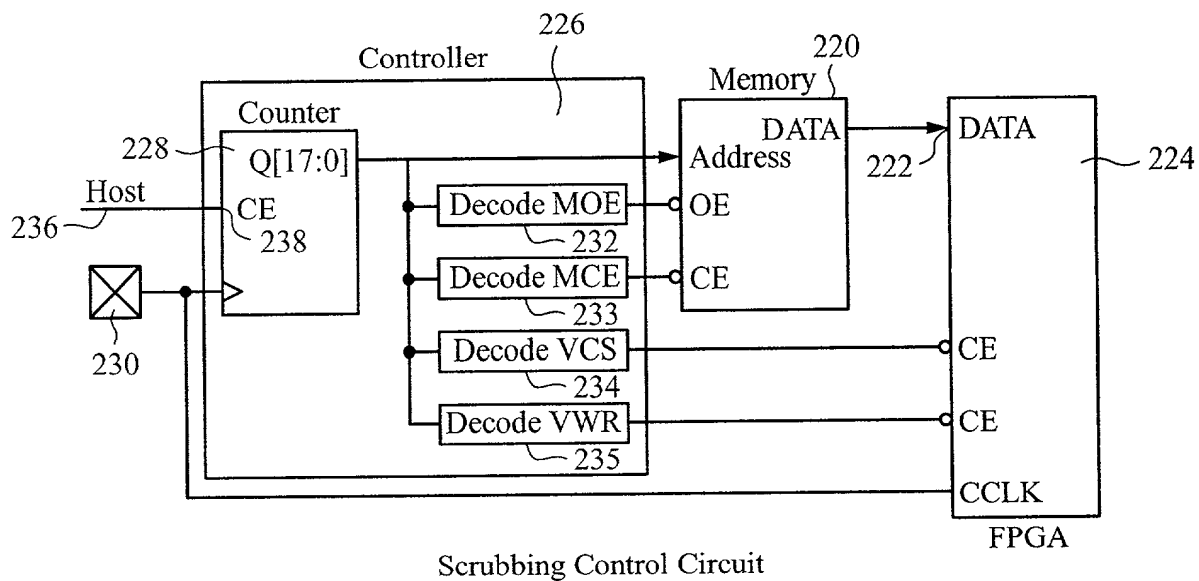 226
220
Controller
Memory
Counter
228
Q[17:0]
DATA
DATA
Address
222
224
Host
CE
Decode MOE
OE
236
238
232
Decode MCE
CE
233
230
Decode VCS
CE
234
Decode VWR
CE
235
CCLK
FPGA
Scrubbing Control Circuit